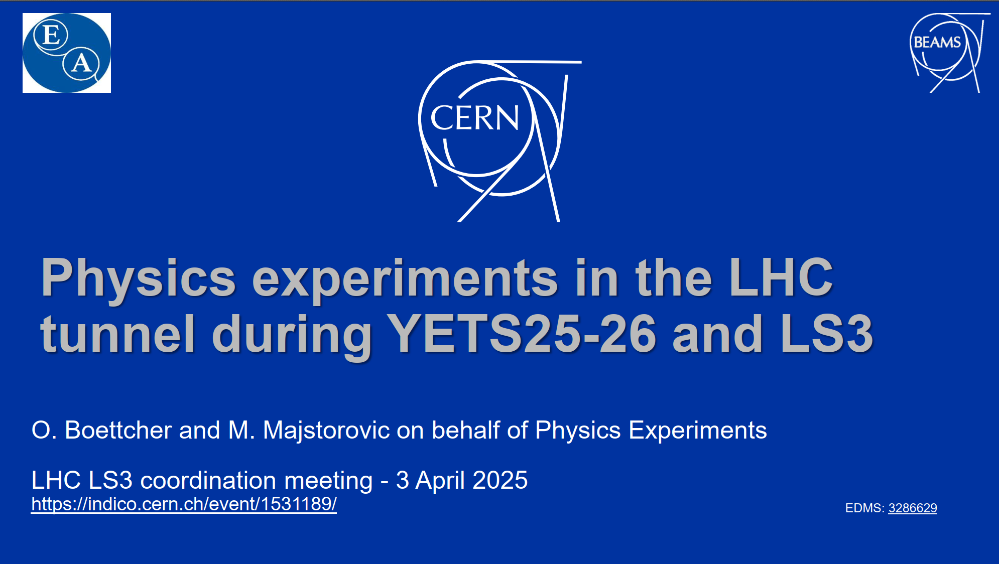 E
A
BEAMS
CERN
Physics experiments in the LHC
tunnel during YETS25-26 and LS3
O. Boettcher and M. Majstorovic on behalf of Physics Experiments
LHC LS3 coordination meeting - 3 April 2025
https://indico.cern.ch/event/1531189/
EDMS: 3286629